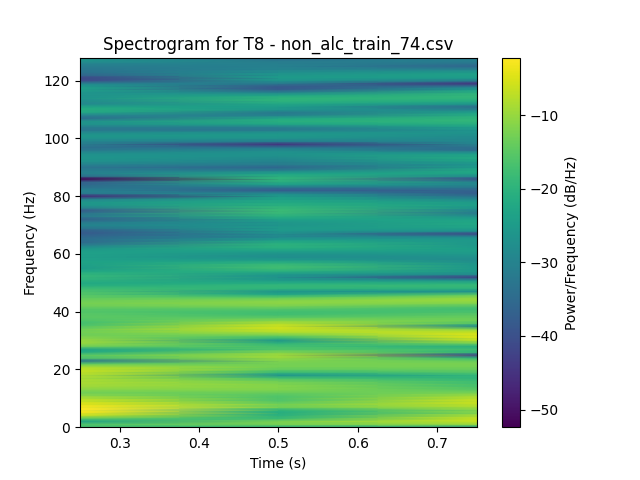 Spectrogram for T8 - non_alc_train_74.csv
120
100
80
60
40
20
0
Frequency (Hz)
0.3 0.4 0.5 0.6 0.7
Time (s)
−10
−20
−30
−40
−50
Power/Frequency (dB/Hz)